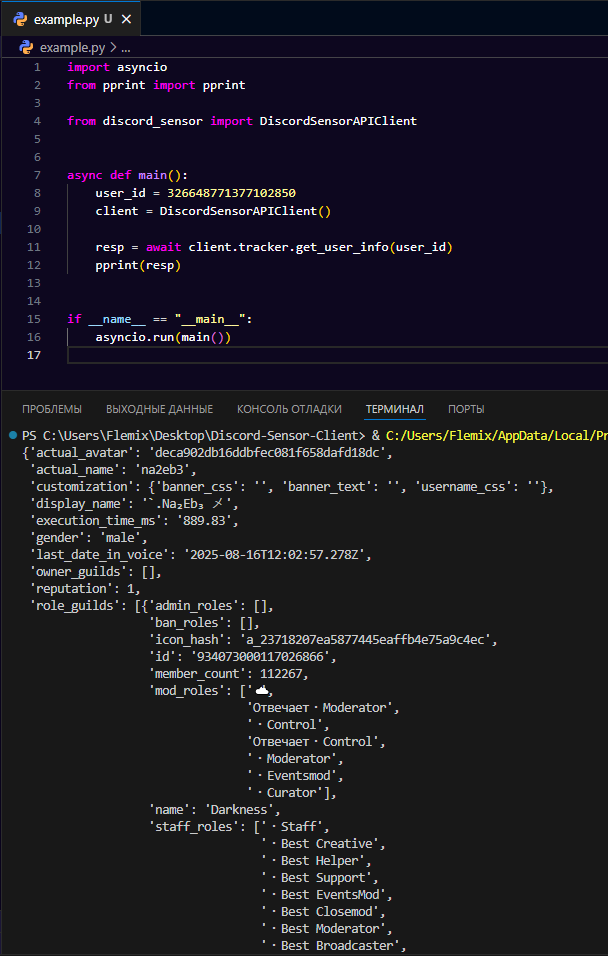 example.py U ✕
example.py > ...
1 import asyncio
2 from pprint import pprint
3
4 from discord_sensor import DiscordSensorAPIClient
5
6
7 async def main():
8     user_id = 326648771377102850
9     client = DiscordSensorAPIClient()
10
11     resp = await client.tracker.get_user_info(user_id)
12     pprint(resp)
13
14
15 if __name__ == "__main__":
16     asyncio.run(main())
17
ПРОБЛЕМЫ ВЫХОДНЫЕ ДАННЫЕ КОНСОЛЬ ОТЛАДКИ ТЕРМИНАЛ ПОРТЫ
PS C:\Users\Flemix\Desktop\Discord-Sensor-Client> & C:/Users/Flemix/AppData/Local/Pr
{'actual_avatar': 'deca902db16ddbfec081f658dafd18dc',
 'actual_name': 'na2eb3',
 'customization': {'banner_css': '', 'banner_text': '', 'username_css': ''},
 'display_name': '`.Na₂Eb₃ メ',
 'execution_time_ms': '889.83',
 'gender': 'male',
 'last_date_in_voice': '2025-08-16T12:02:57.278Z',
 'owner_guilds': [],
 'reputation': 1,
 'role_guilds': [{'admin_roles': [],
                  'ban_roles': [],
                  'icon_hash': 'a_23718207ea5877445eaffb4e75a9c4ec',
                  'id': '934073000117026866',
                  'member_count': 112267,
                  'mod_roles': ['☁,
                                'Отвечает・Moderator',
                                '・Control',
                                'Отвечает・Control',
                                '・Moderator',
                                '・Eventsmod',
                                '・Curator'],
                  'name': 'Darkness',
                  'staff_roles': ['・Staff',
                                  '・Best Creative',
                                  '・Best Helper',
                                  '・Best Support',
                                  '・Best EventsMod',
                                  '・Best Closemod',
                                  '・Best Moderator',
                                  '・Best Broadcaster',